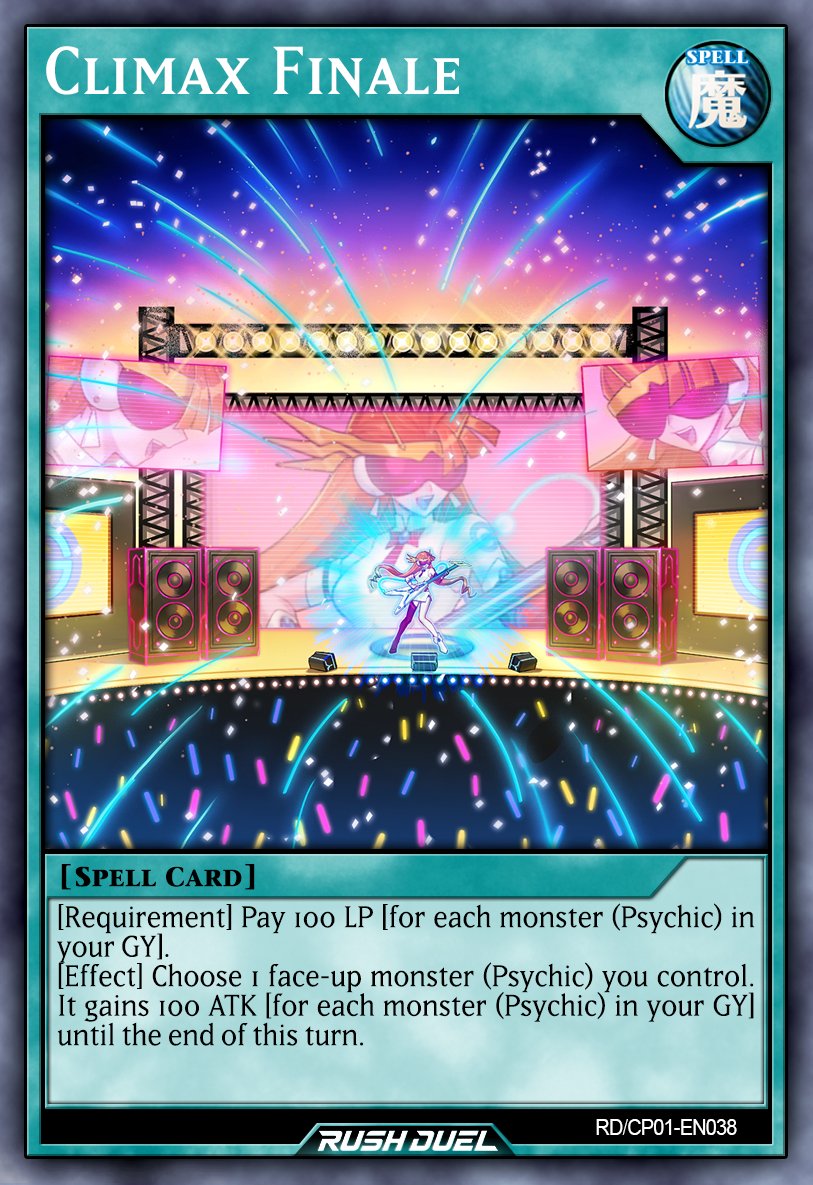 Climax Finale
SPELL
魔
[Spell Card]
[Requirement] Pay 100 LP [for each monster (Psychic) in
your GY].
[Effect] Choose 1 face-up monster (Psychic) you control.
It gains 100 ATK [for each monster (Psychic) in your GY]
until the end of this turn.
RD/CP01-EN038
RUSH DUEL